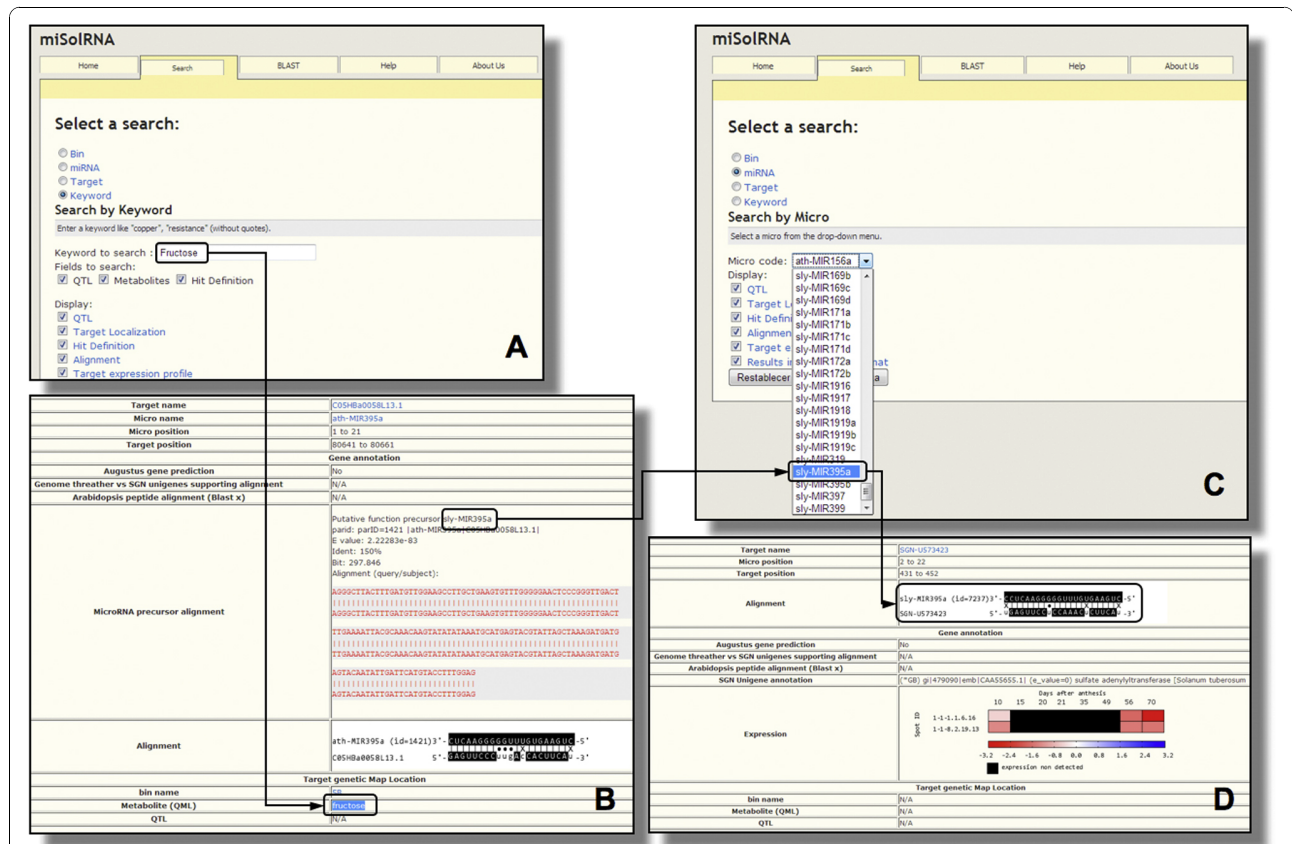 miSolRNA
Home
Search
BLAST
Help
About Us
Select a search:
Bin
miRNA
Target
Keyword
Search by Keyword
Enter a keyword like "copper", "resistance" (without quotes).
Keyword to search : Fructose
Fields to search:
QTL Metabolites Hit Definition
Display:
QTL
Target Localization
Hit Definition
Alignment
Target expression profile
A
Target name C05HBa0058L13.1
Micro name ath-MIR395a
Micro position 1 to 21
Target position 80641 to 80661
Gene annotation
Augustus gene prediction No
Genome threather vs SGN unigenes supporting alignment N/A
Arabidopsis peptide alignment (Blast x) N/A
MicroRNA precursor alignment
Putative function precursor sly-MIR395a
parid: parID=1421 |ath-MIR395a|C05HBa0058L13.1|
E value: 2.22283e-83
Ident: 150%
Bit: 297.846
Alignment (query/subject):
AGGGCTTACTTTGATGTTGGAAGCCTTGCTGAAGTGTTTGGGGGAACTCCCGGGTTGACT
AGGGCTTACTTTGATGTTGGAAGCCTTGCTGAAGTGTTTGGGGGAACTCCCGGGTTGACT
TTGAAAATTACGCAAACAAGTATATATAAATGCATGAGTACGTATTAGCTAAAGATGATG
TTGAAAATTACGCAAACAAGTATATATAAATGCATGAGTACGTATTAGCTAAAGATGATG
AGTACAATATTGATTCATGTACCTTTGGAG
AGTACAATATTGATTCATGTACCTTTGGAG
Alignment
ath-MIR395a (id=1421)3'- CUCAAGGGGGUUUGUGAAGUC -5'
C05HBa0058L13.1 5'- GAGUUCCCuugACCACUUCAu -3'
Target genetic Map Location
bin name
Metabolite (QML) fructose
QTL N/A
B
miSolRNA
Home
Search
BLAST
Help
About Us
Select a search:
Bin
miRNA
Target
Keyword
Search by Micro
Select a micro from the drop-down menu.
Micro code: ath-MIR156a
Display:
QTL
Target L
Hit Defin
Alignmen
Target e
Results i nat
Restablecer a
sly-MIR169b
sly-MIR169c
sly-MIR169d
sly-MIR171a
sly-MIR171b
sly-MIR171c
sly-MIR171d
sly-MIR172a
sly-MIR172b
sly-MIR1916
sly-MIR1917
sly-MIR1918
sly-MIR1919a
sly-MIR1919b
sly-MIR1919c
sly-MIR319
sly-MIR395a
sly-MIR395b
sly-MIR397
sly-MIR399
C
Target name SGN-U573423
Micro position 2 to 22
Target position 431 to 452
Alignment
sly-MIR395a (id=7237)3'- CCUCAAGGGGGUUUGUGAAGUC -5'
SGN-U573423 5'- -3'
Gene annotation
Augustus gene prediction No
Genome threather vs SGN unigenes supporting alignment N/A
Arabidopsis peptide alignment (Blast x) N/A
SGN Unigene annotation (*GB) gi|479090|emb|CAA55655.1| (e_value=0) sulfate adenylyltransferase [Solanum tuberosum
Expression
Days after anthesis
10 15 20 21 35 49 56 70
Spot ID
1-1-1.1.6.16
1-1-8.2.19.13
-3.2 -2.4 -1.6 -0.8 0.0 0.8 1.6 2.4 3.2
expression non detected
Target genetic Map Location
bin name N/A
Metabolite (QML) N/A
QTL N/A
D